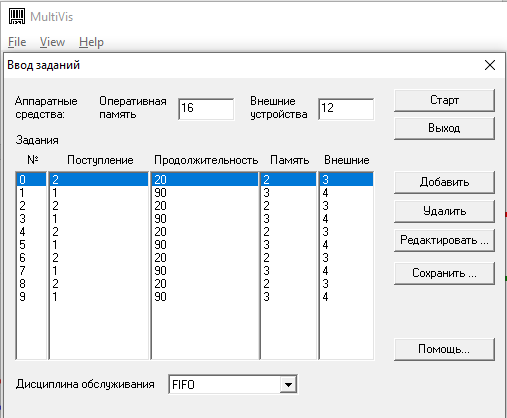 MultiVis
File View Help
Ввод заданий
Аппаратные средства: Оперативная память 16 Внешние устройства 12
Старт
Выход
Задания
№ Поступление Продолжительность Память Внешние
0 2 20 2 3
1 1 90 3 4
2 2 20 2 3
3 1 90 3 4
4 2 20 2 3
5 1 90 3 4
6 2 20 2 3
7 1 90 3 4
8 2 20 2 3
9 1 90 3 4
Добавить
Удалить
Редактировать ...
Сохранить ...
Помощь...
Дисциплина обслуживания FIFO